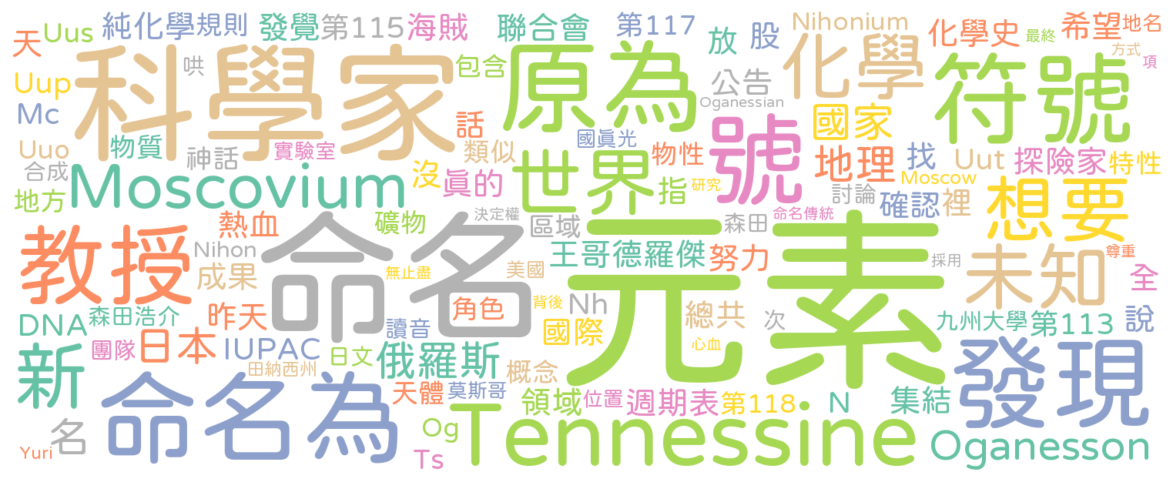 天
Uus
純化學規則
發覺
第115
海賊
聯合會
第117
放
股
Nihonium
化學史
希望
地名
最終
方式
項
科學家
哄
包含
原為
公告
Oganessian
化學
符號
Uup
Mc
Uuo
合成
地方
物質
神話
實驗室
話
類似
國眞光
號
國家
地理
找
Uut
探險家
特性
Moscow
Moscovium
沒
眞的
世界
物性
指
研究
命名傳統
討論
確認
裡
想要
教授
熱血
Nihon
成果
礦物
決定權
命名
無止盡
區域
美國
王哥德羅傑
森田
努力
元素
採用
未知
尊重
全
DNA
森田浩介
昨天
角色
讀音
背後
Nh
國際
心血
總共
次
九州大學
第113
說
新
團隊
日本
IUPAC
田納西州
日文
俄羅斯
天體
莫斯哥
概念
領域
位置
週期表
第118
N
集結
發現
名
Yuri
命名為
Og
Ts
Tennessine
Oganesson